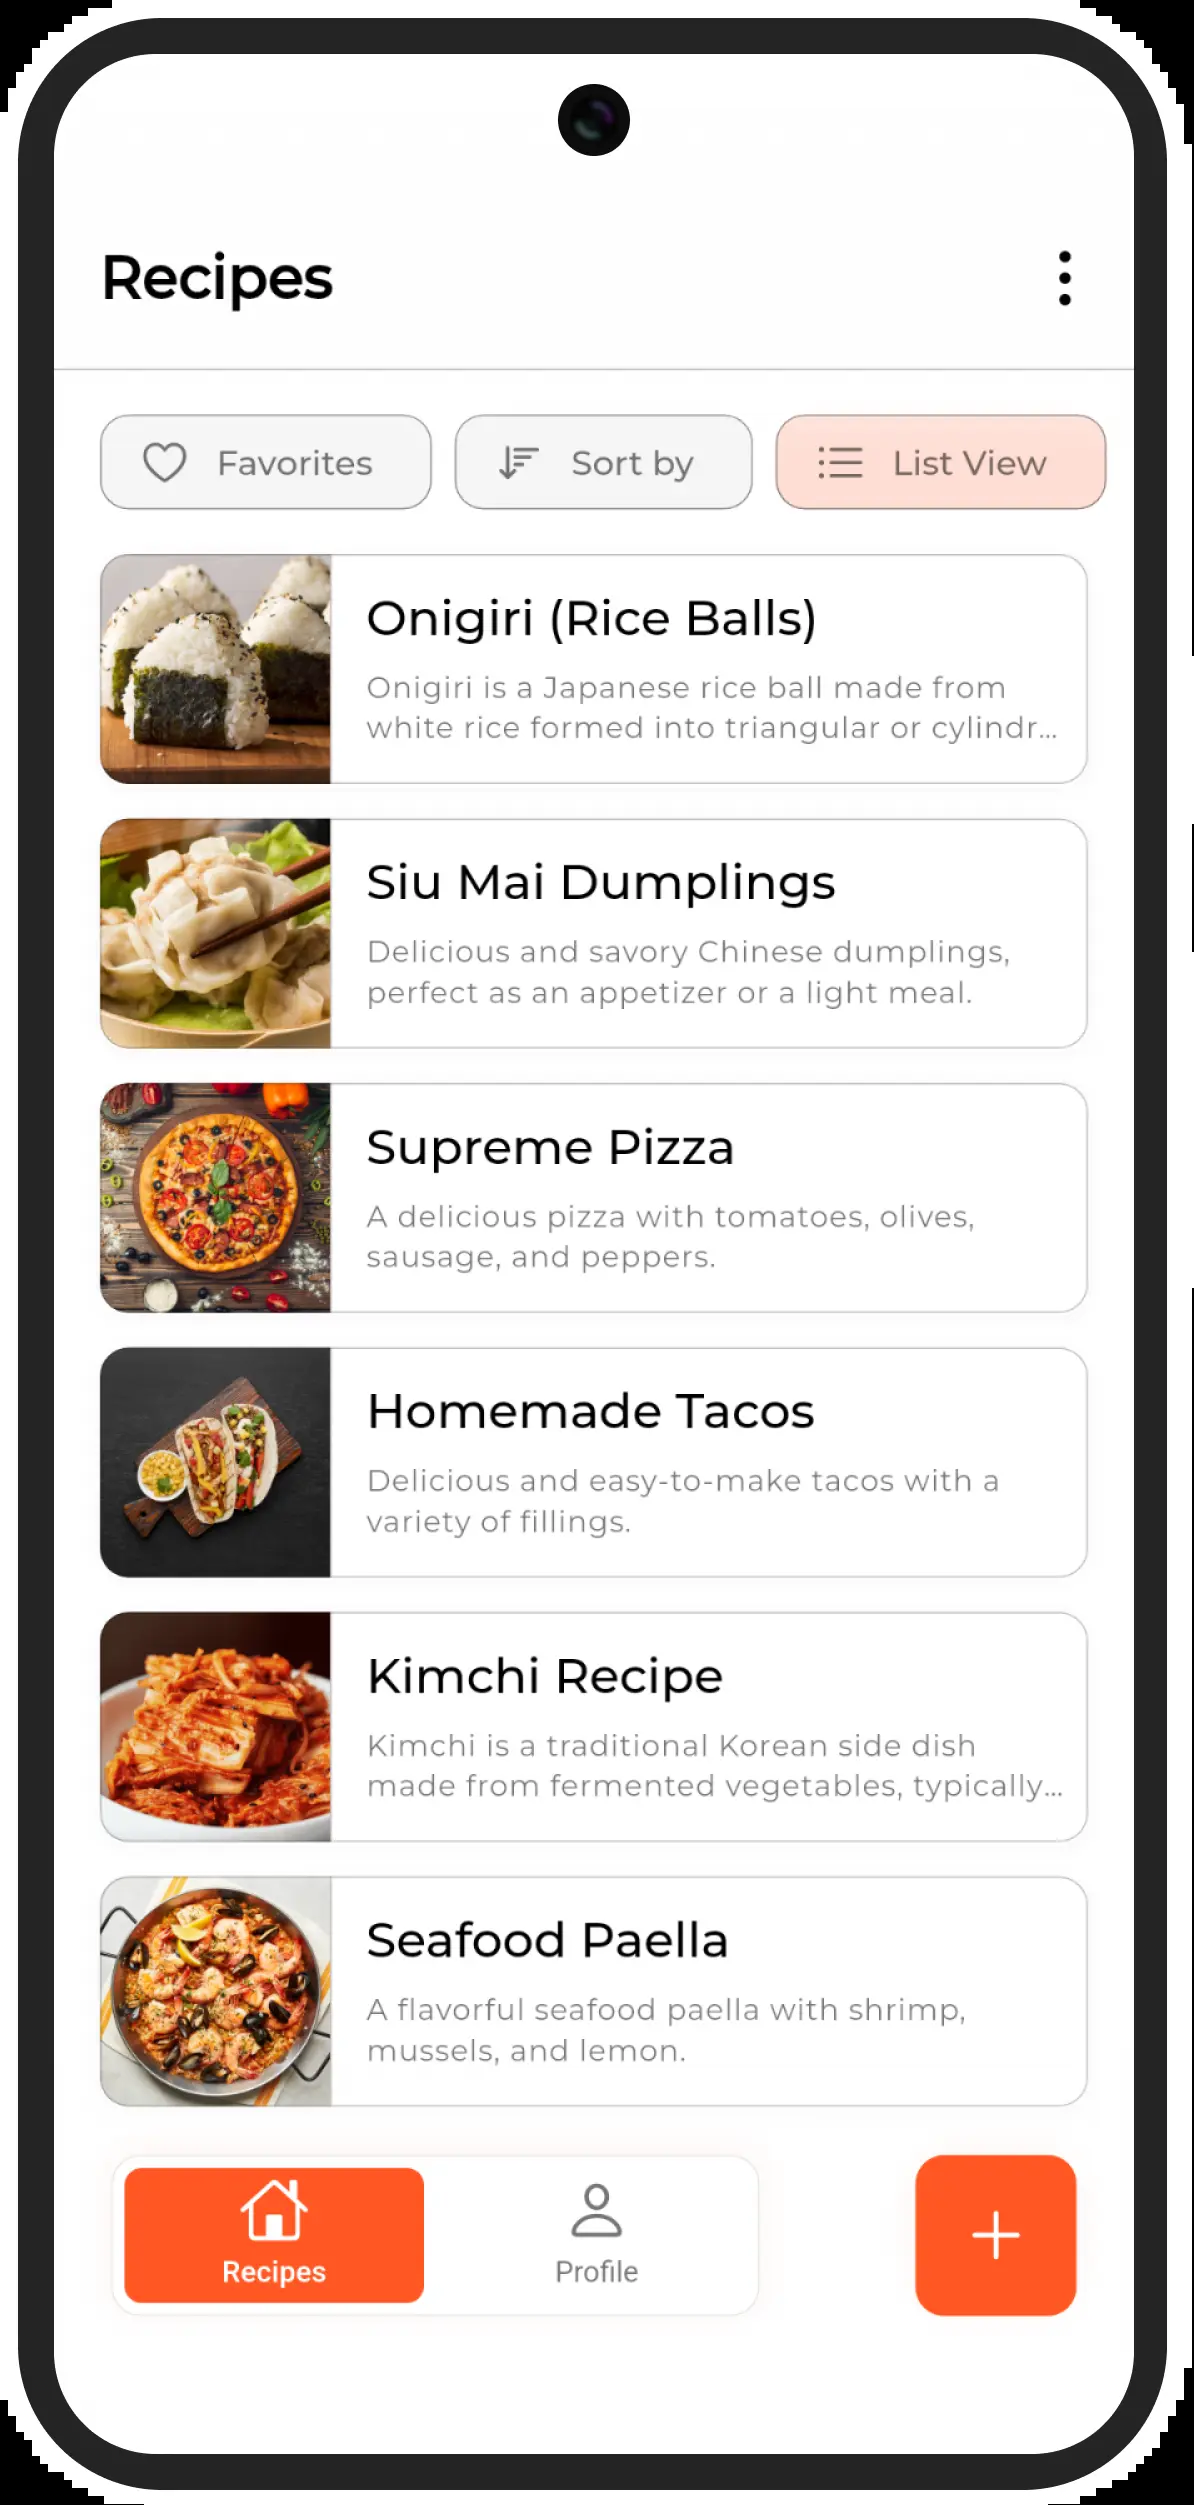 Recipes
Favorites
Sort by
List View
Onigiri (Rice Balls)
Onigiri is a Japanese rice ball made from
white rice formed into triangular or cylindr...
Siu Mai Dumplings
Delicious and savory Chinese dumplings,
perfect as an appetizer or a light meal.
Supreme Pizza
A delicious pizza with tomatoes, olives,
sausage, and peppers.
Homemade Tacos
Delicious and easy-to-make tacos with a
variety of fillings.
Kimchi Recipe
Kimchi is a traditional Korean side dish
made from fermented vegetables, typically...
Seafood Paella
A flavorful seafood paella with shrimp,
mussels, and lemon.
Recipes
Profile